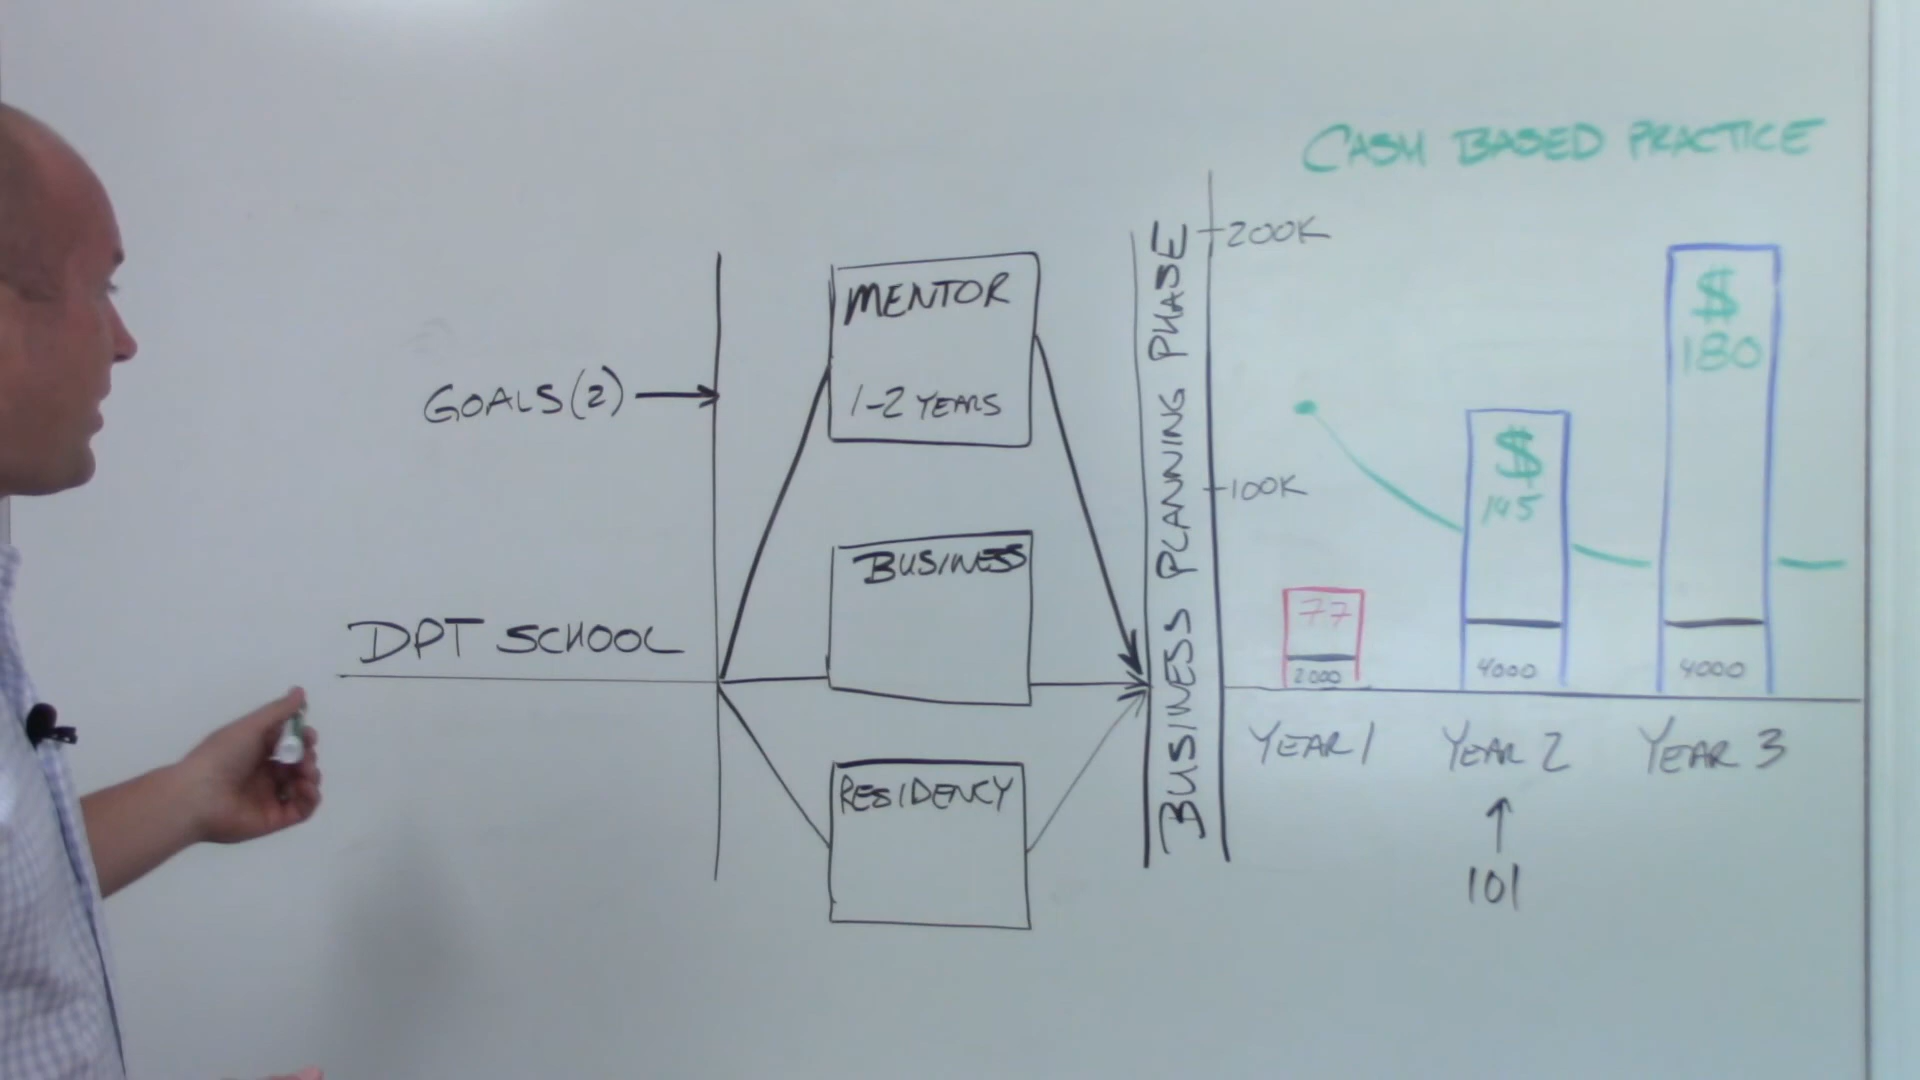 CASH BASED PRACTICE
200K
MENTOR
$
180
GOALS (2)
1-2 YEARS
BUSINESS PLANNING PHASE
100K
$
145
BUSINESS
77
DPT SCHOOL
2000
4000
4000
YEAR 1
YEAR 2
YEAR 3
RESIDENCY
101